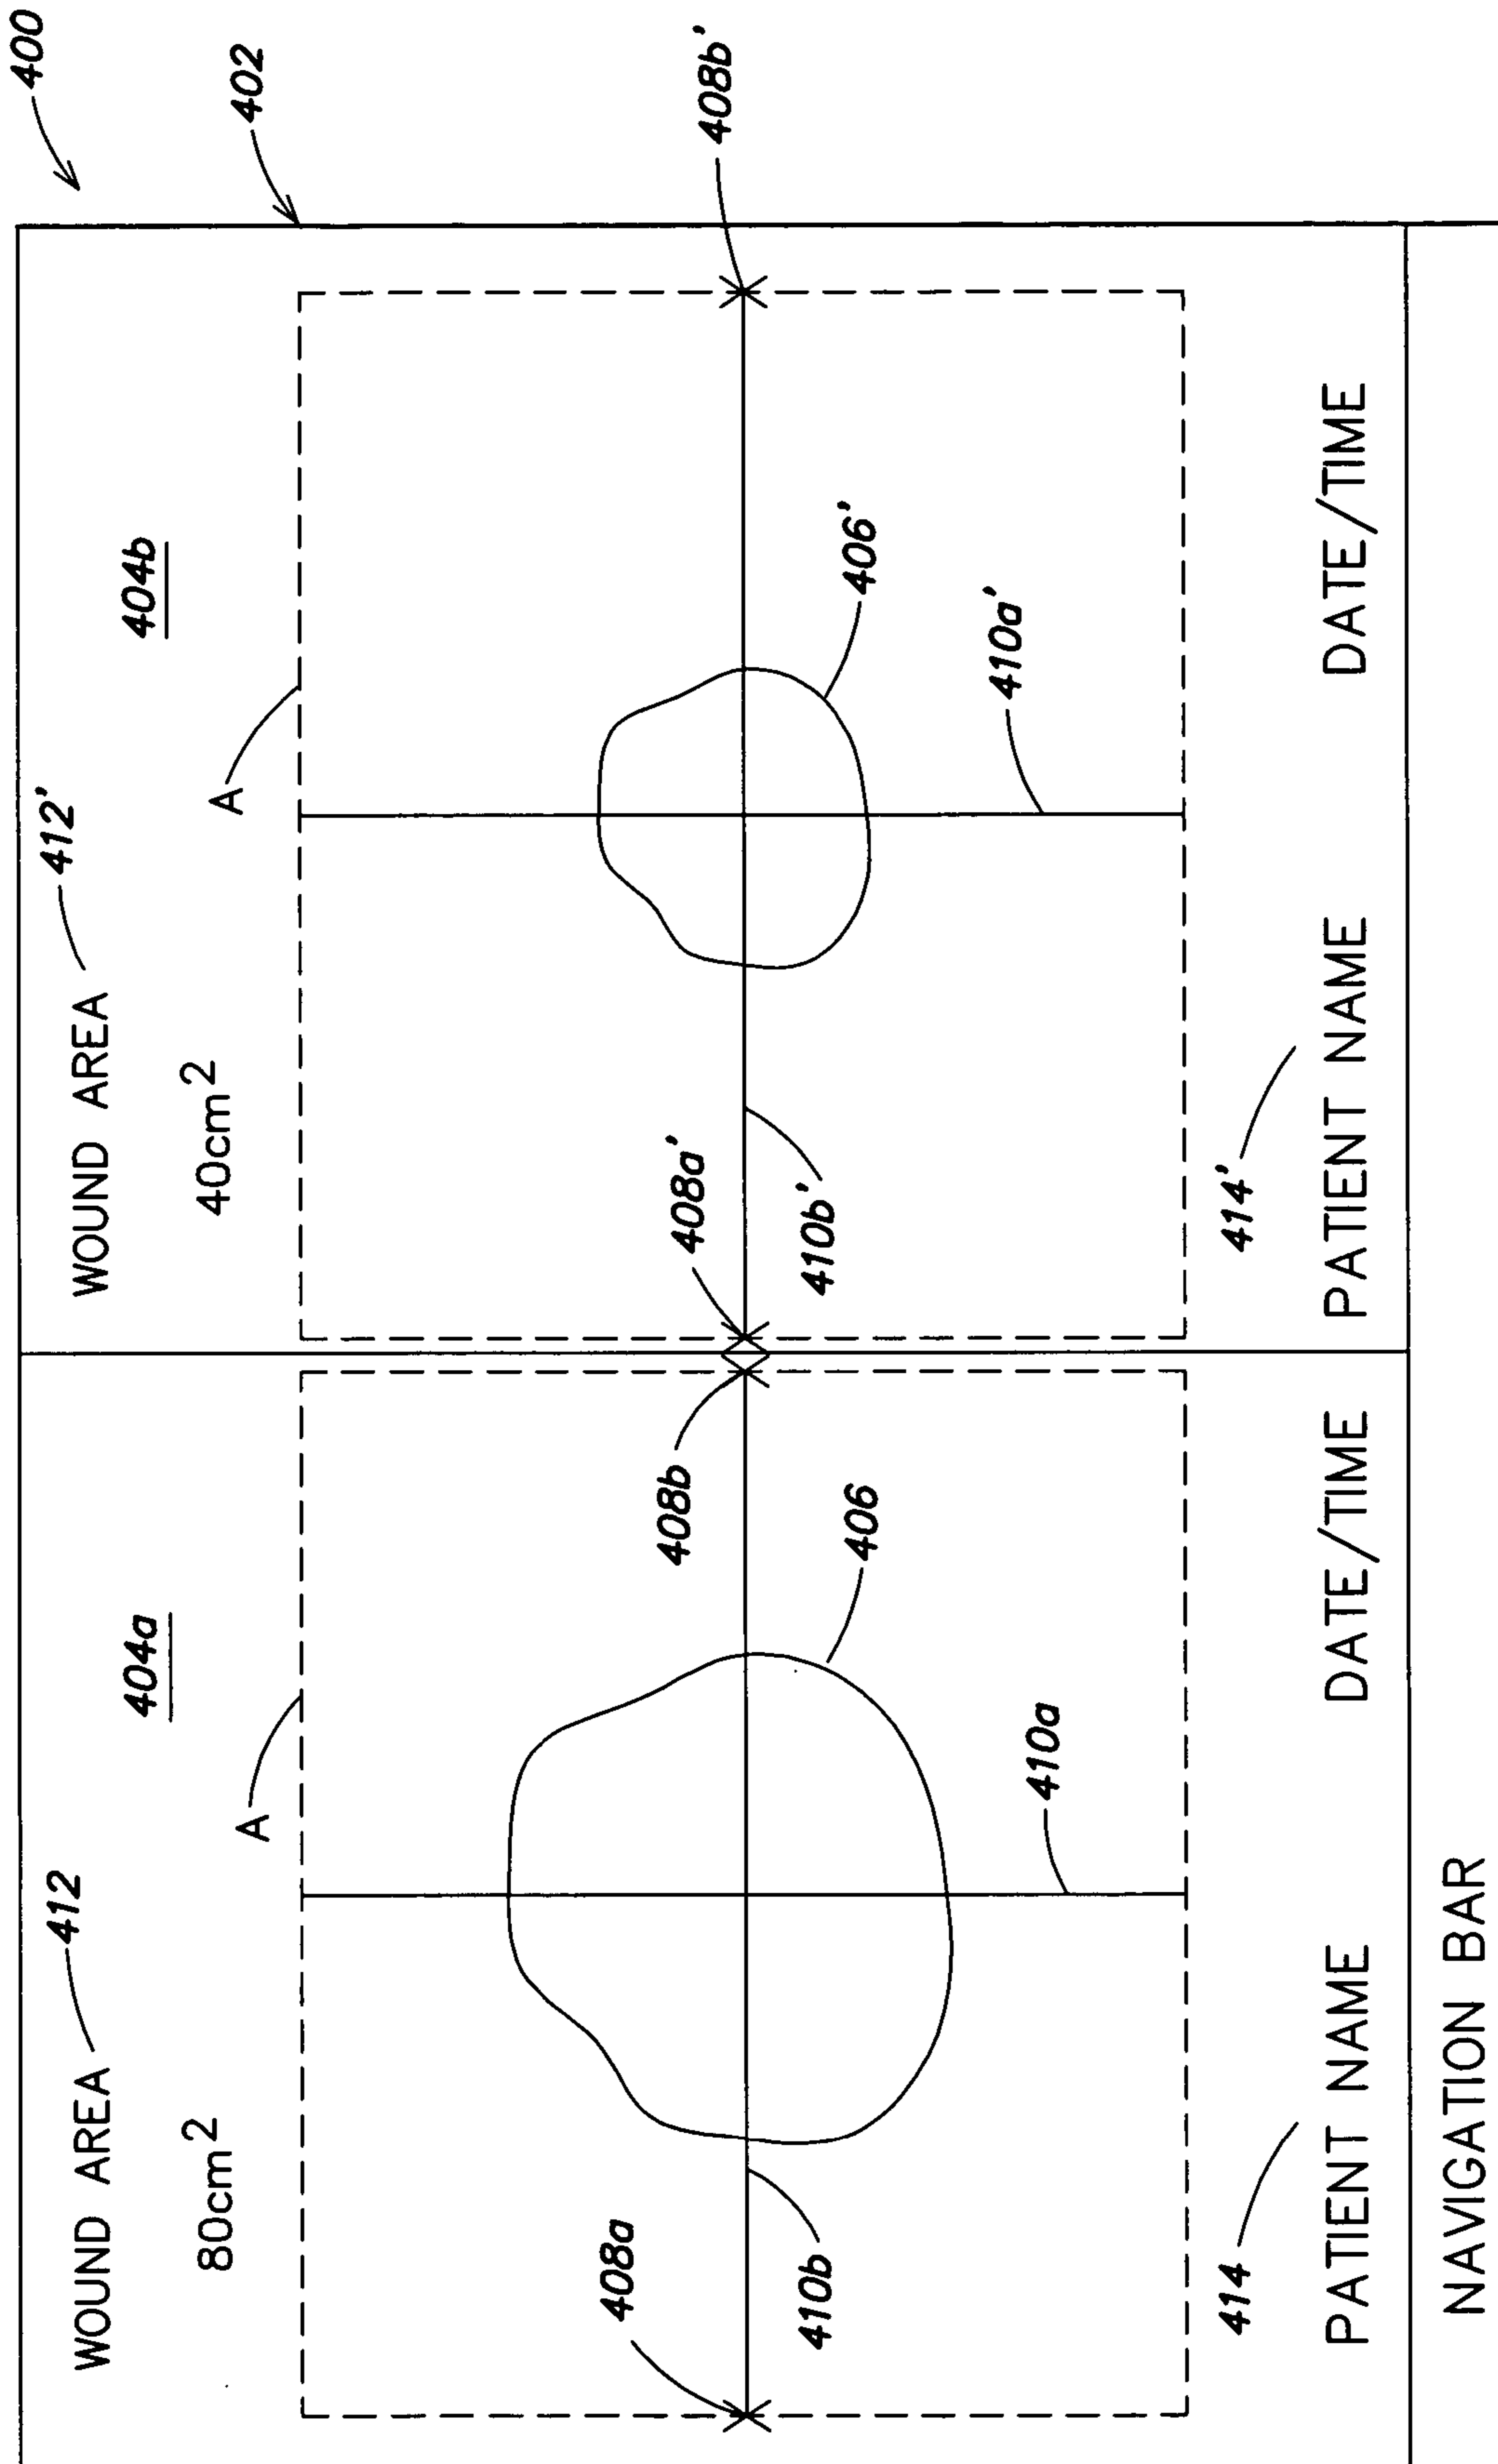 400
402
WOUND AREA
412
WOUND AREA
412'
404a
404b
80cm2
40cm2
A
A
408a
408b
408a'
408b'
410b
406
410b'
406'
410a
410a'
414
414'
PATIENT NAME
DATE/TIME
PATIENT NAME
DATE/TIME
NAVIGATION BAR